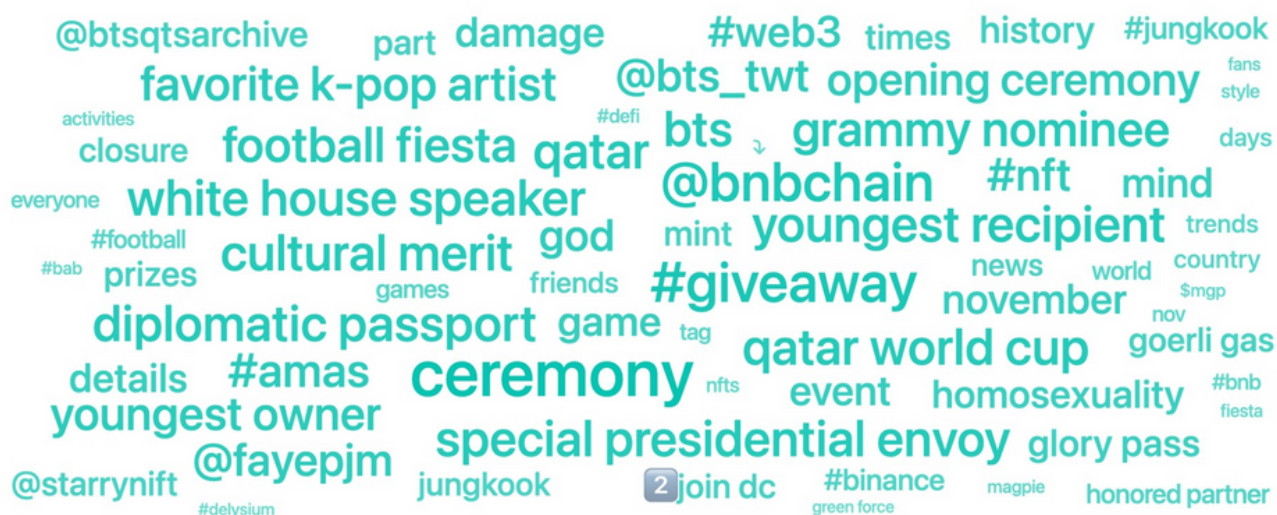 @btsqtsarchive part damage #web3 times history #jungkook
favorite k-pop artist @bts_twt opening ceremony fans
style
activities #defi
closure football fiesta qatar bts ⤵ grammy nominee days
everyone white house speaker @bnbchain #nft mind
#football cultural merit god mint youngest recipient trends
#bab prizes games friends #giveaway news world country
november $mgp
diplomatic passport game tag nov
qatar world cup goerli gas
details #amas ceremony nfts event homosexuality #bnb
youngest owner fiesta
@fayepjm special presidential envoy glory pass
@starrynift jungkook 2️⃣join dc #binance magpie honored partner
#delysium green force